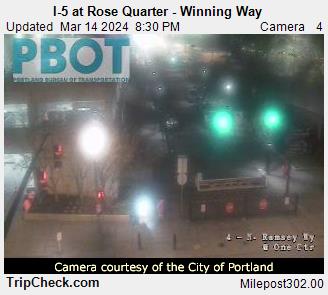 I-5 at Rose Quarter - Winning Way
Updated Mar 14 2024 8:30 PM Camera 4
PBOT
PORTLAND BUREAU OF TRANSPORTATION
4 - N. Ramsey Wy
W One Ctr
Camera courtesy of the City of Portland
TripCheck.com Milepost302.00